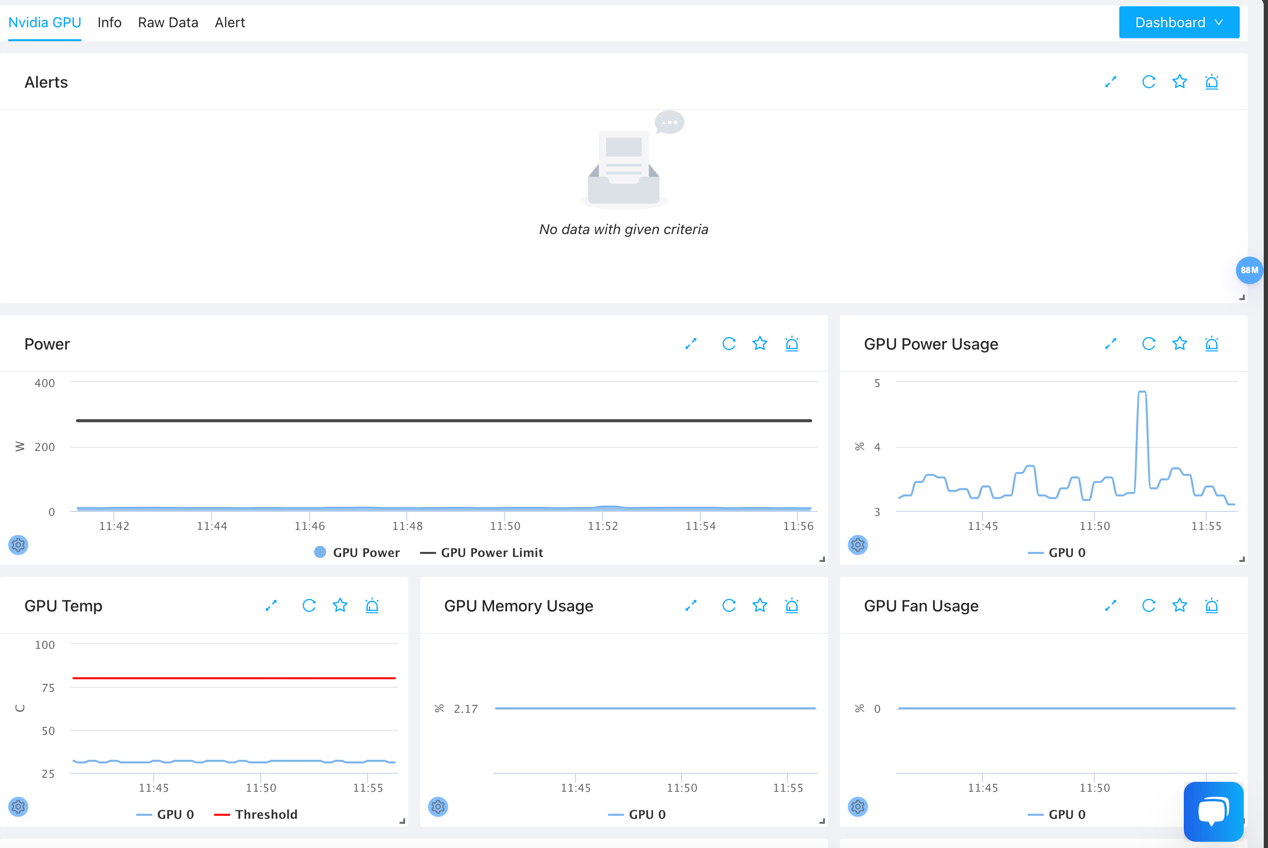 Nvidia GPU Info Raw Data Alert Dashboard
Alerts
No data with given criteria
88M
Power
400
W 200
0
11:42 11:44 11:46 11:48 11:50 11:52 11:54 11:56
GPU Power GPU Power Limit
GPU Power Usage
5
% 4
3
11:45 11:50 11:55
GPU 0
GPU Temp
100
75
C
50
25
11:45 11:50 11:55
GPU 0 Threshold
GPU Memory Usage
% 2.17
11:45 11:50 11:55
GPU 0
GPU Fan Usage
% 0
11:45 11:50
GPU 0